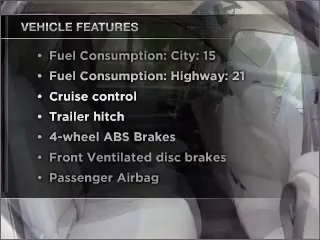 VEHICLE FEATURES
• Fuel Consumption: City: 15
• Fuel Consumption: Highway: 21
• Cruise control
• Trailer hitch
• 4-wheel ABS Brakes
• Front Ventilated disc brakes
• Passenger Airbag